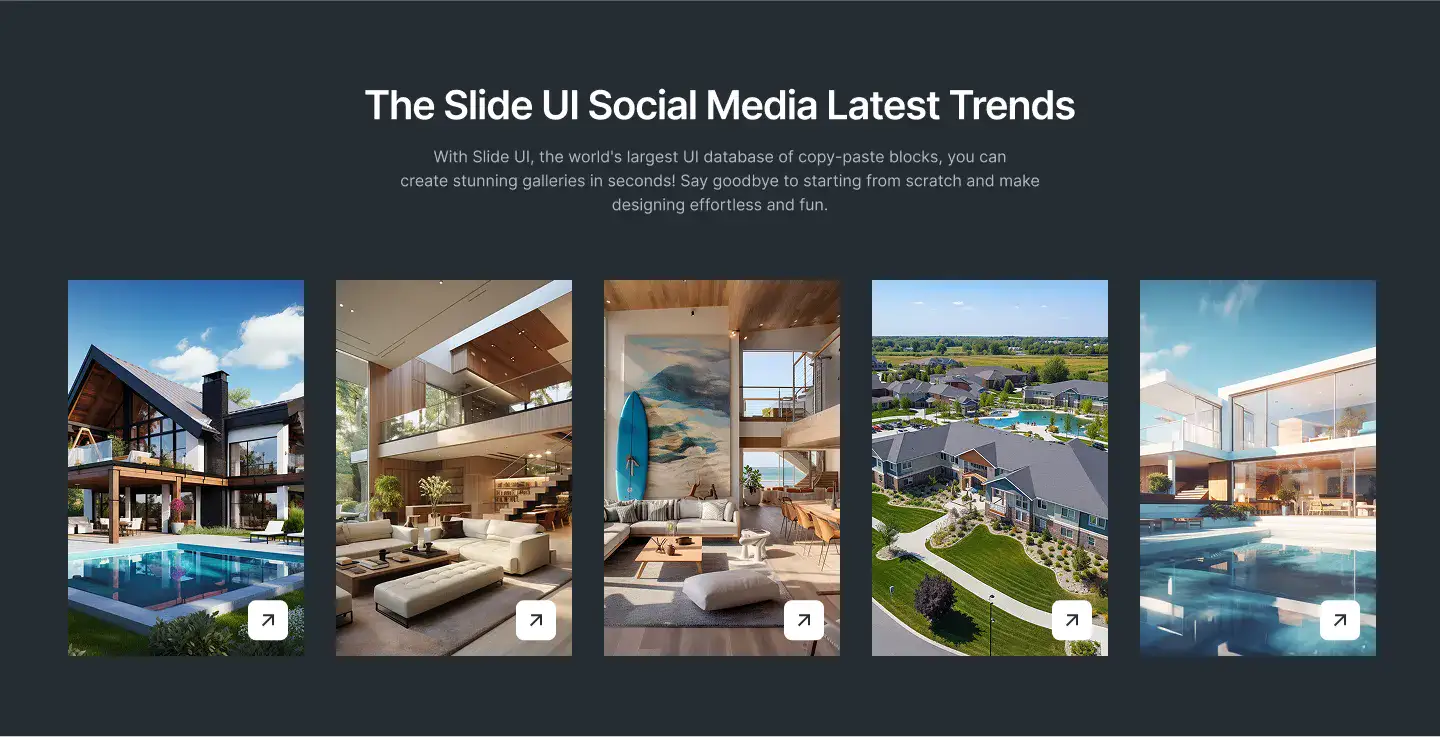 The Slide UI Social Media Latest Trends
With Slide UI, the world's largest UI database of copy-paste blocks, you can
create stunning galleries in seconds! Say goodbye to starting from scratch and make
designing effortless and fun.